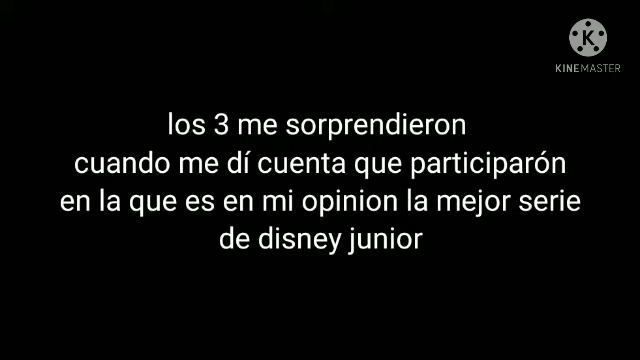 KINEMASTER
los 3 me sorprendieron
cuando me dí cuenta que participarón
en la que es en mi opinion la mejor serie
de disney junior